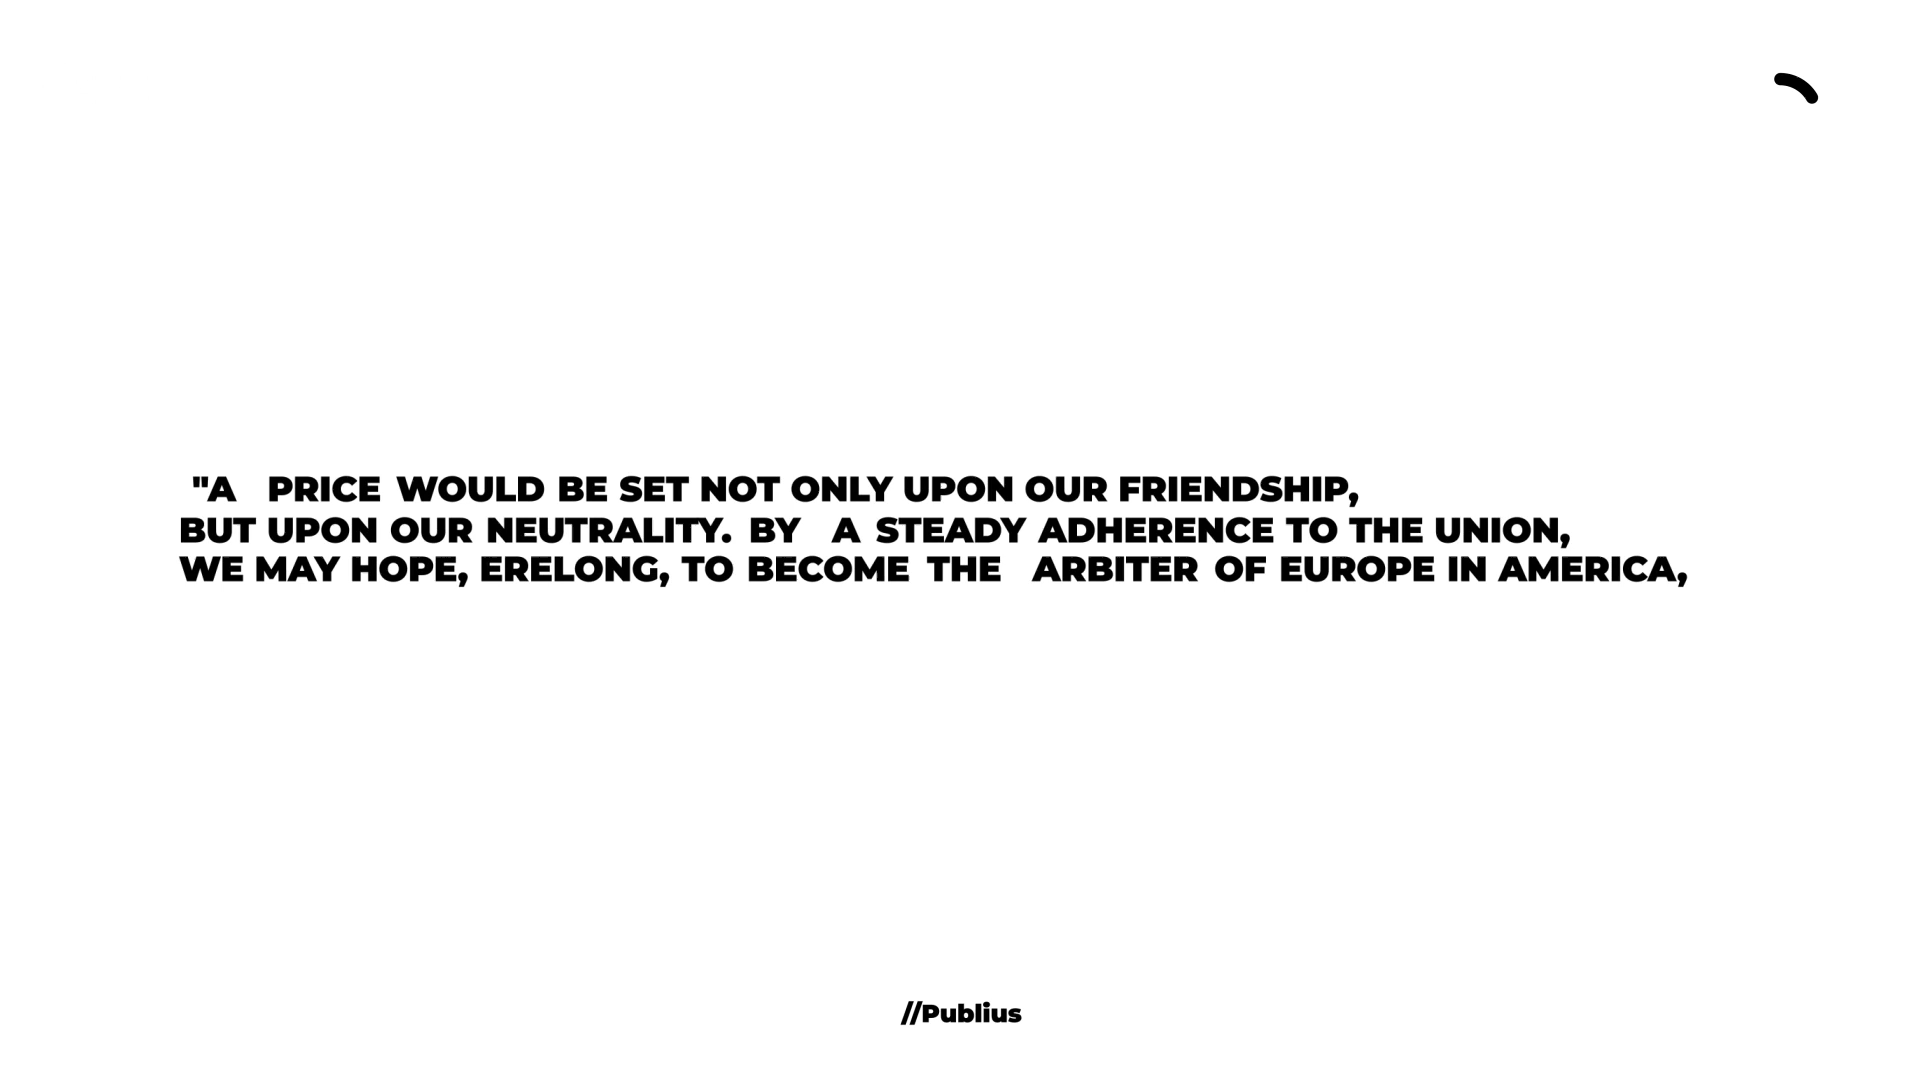 "A PRICE WOULD BE SET NOT ONLY UPON OUR FRIENDSHIP,
BUT UPON OUR NEUTRALITY. BY A STEADY ADHERENCE TO THE UNION,
WE MAY HOPE, ERELONG, TO BECOME THE ARBITER OF EUROPE IN AMERICA,
//Publius